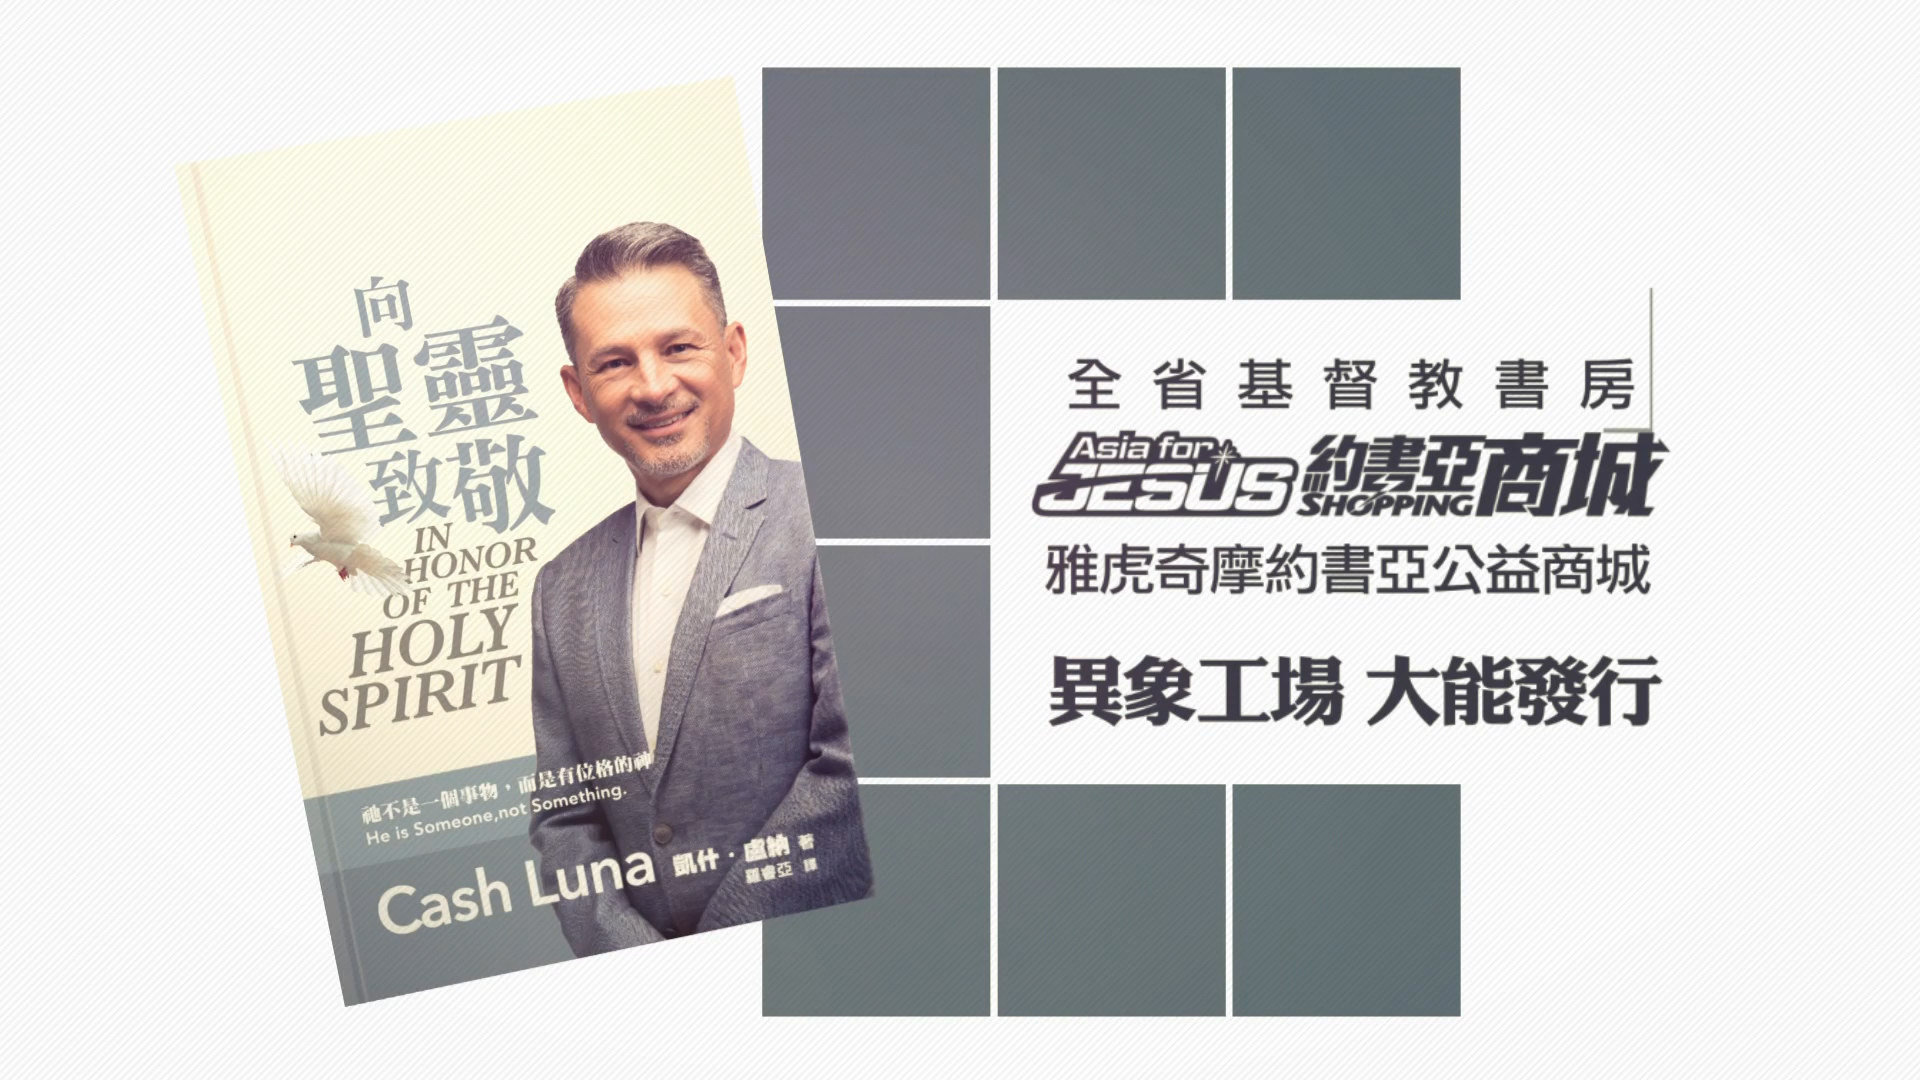 向
聖靈
致敬
IN
HONOR
OF THE
HOLY
SPIRIT
祂不是一個事物，而是有位格的神
He is Someone,not Something.
Cash Luna 凱什·盧納 著
羅睿亞 譯
全省基督教書房
Asia for JESUS 約書亞 SHOPPING 商城
雅虎奇摩約書亞公益商城
異象工場 大能發行